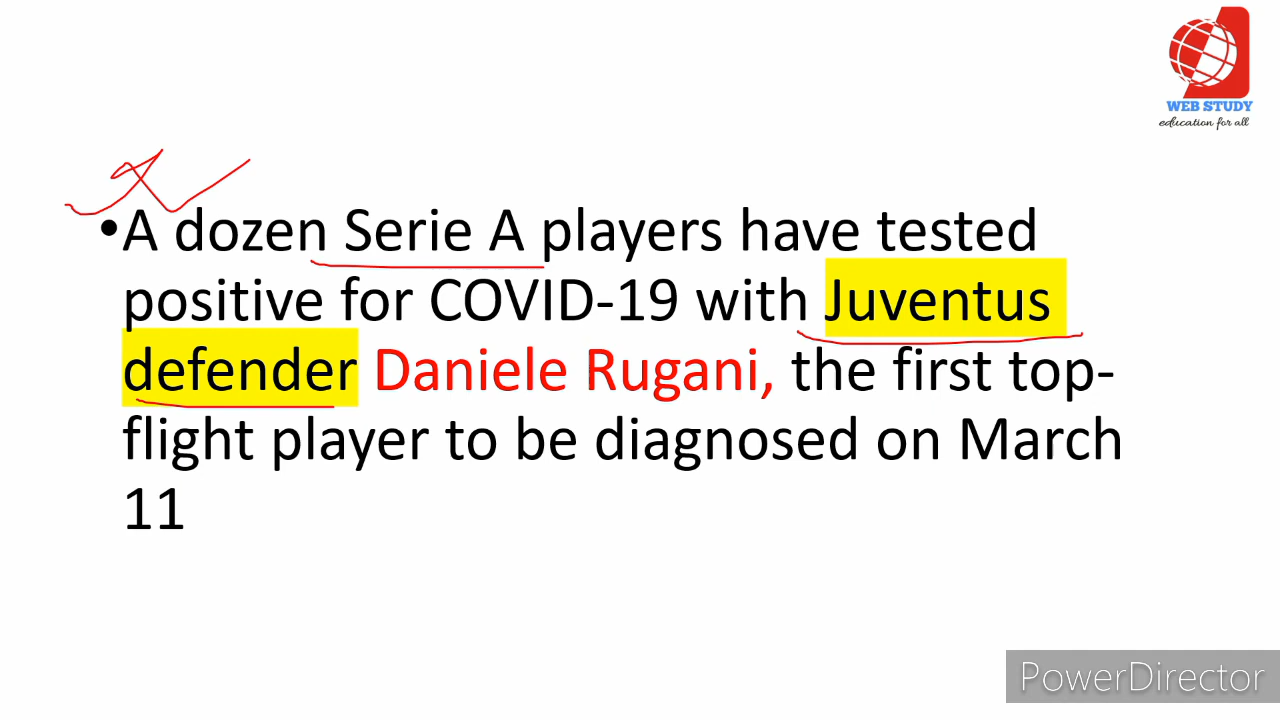 WEB STUDY
education for all
•A dozen Serie A players have tested
positive for COVID-19 with Juventus
defender Daniele Rugani, the first top-
flight player to be diagnosed on March
11
PowerDirector